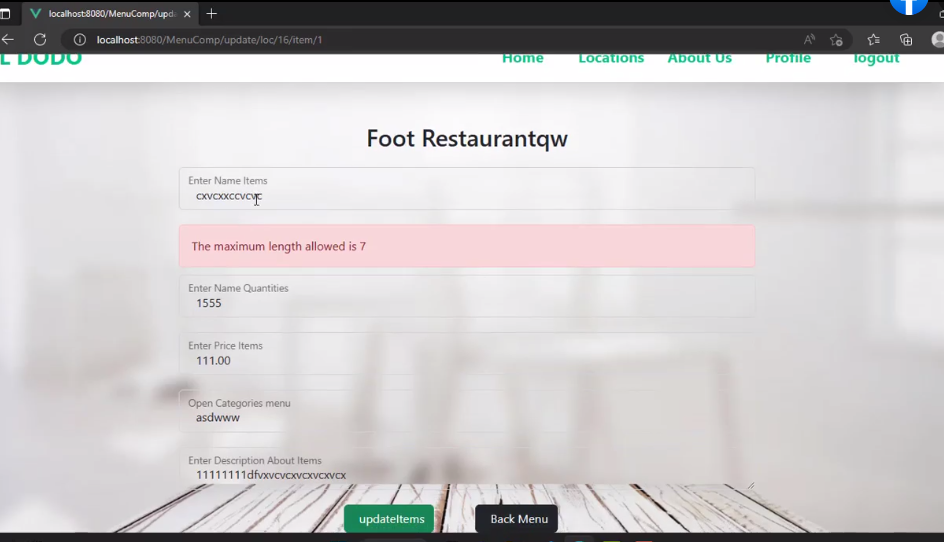 localhost:8080/MenuComp/upda
localhost:8080/MenuComp/update/loc/16/item/1
L DODO
Home
Locations
About Us
Profile
logout
Foot Restaurantqw
Enter Name Items
cxvcxxccvcvc
The maximum length allowed is 7
Enter Name Quantities
1555
Enter Price Items
111.00
Open Categories menu
asdwww
Enter Description About Items
11111111dfvxvcvcxvcxvcxvcx
updateItems
Back Menu